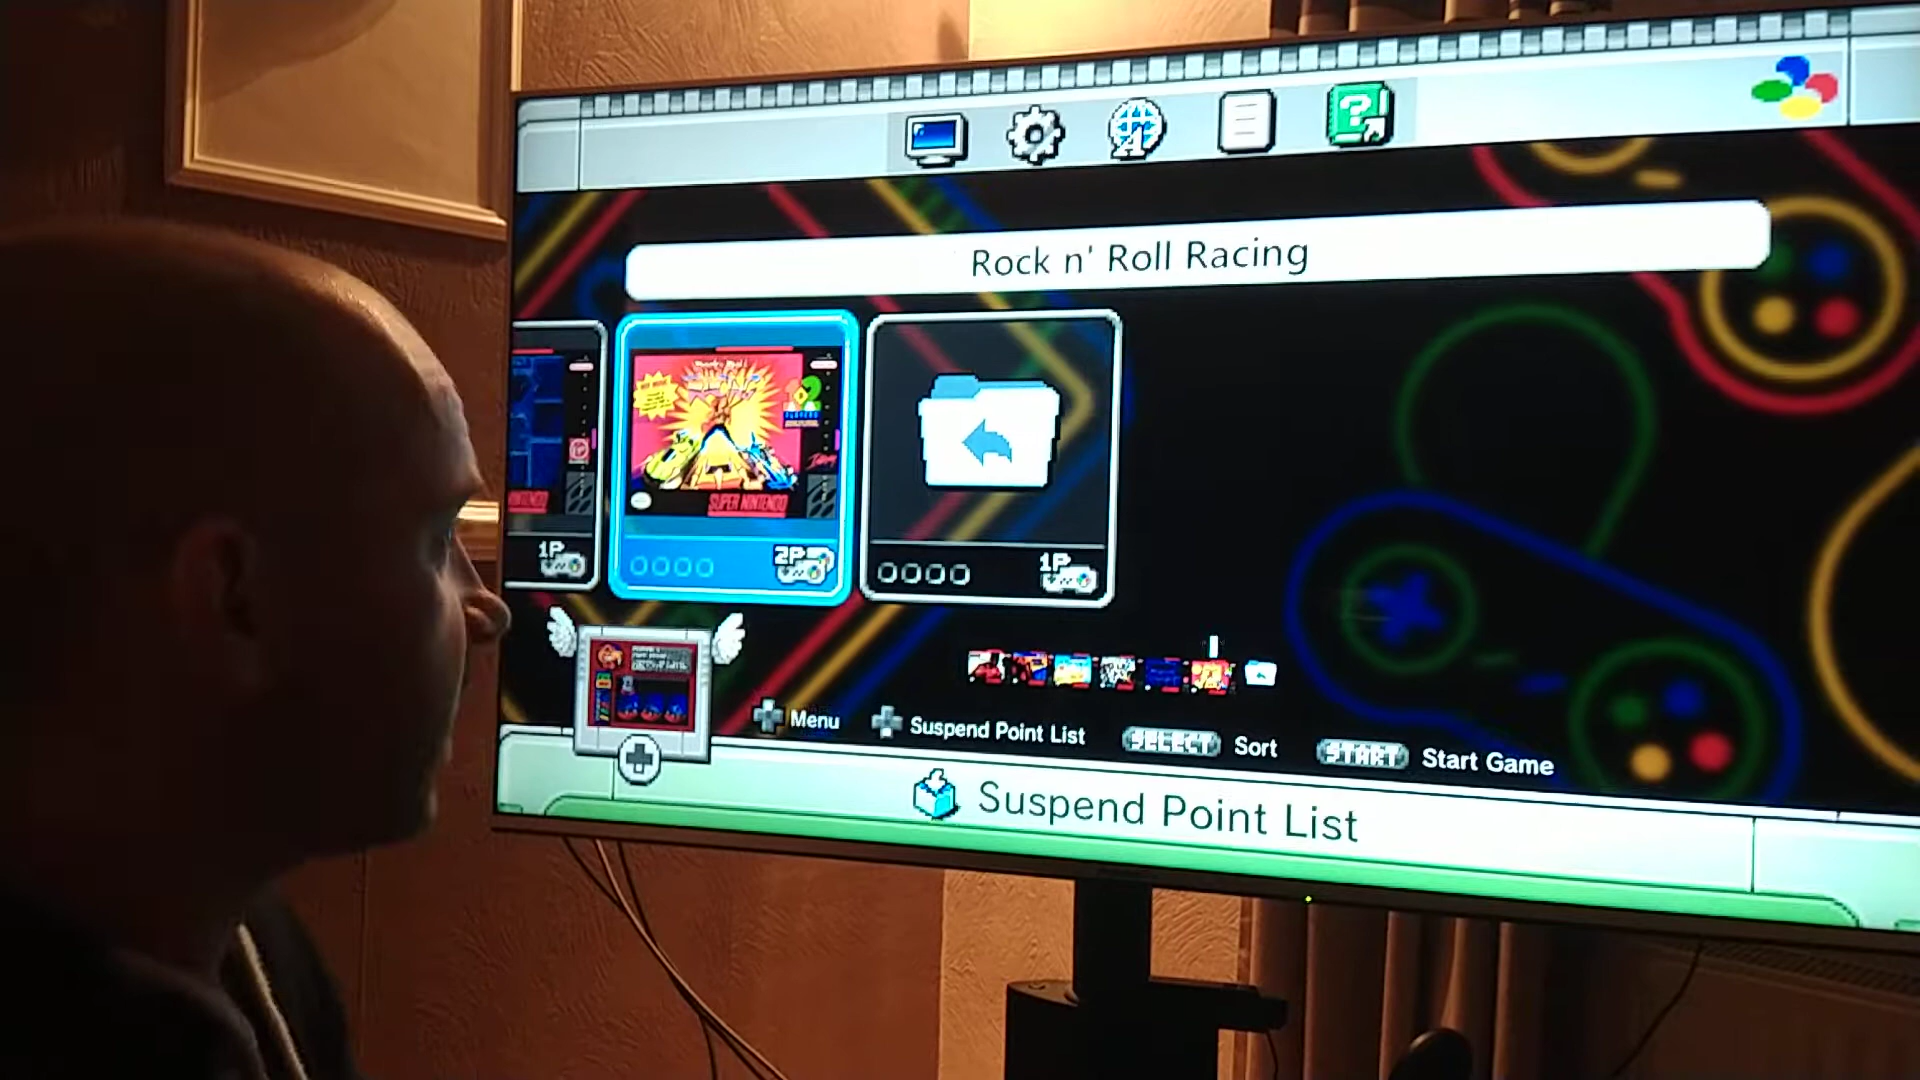 Rock n' Roll Racing
SUPER NINTENDO
1P
2P
1P
Menu
Suspend Point List
SELECT
Sort
START
Start Game
Suspend Point List